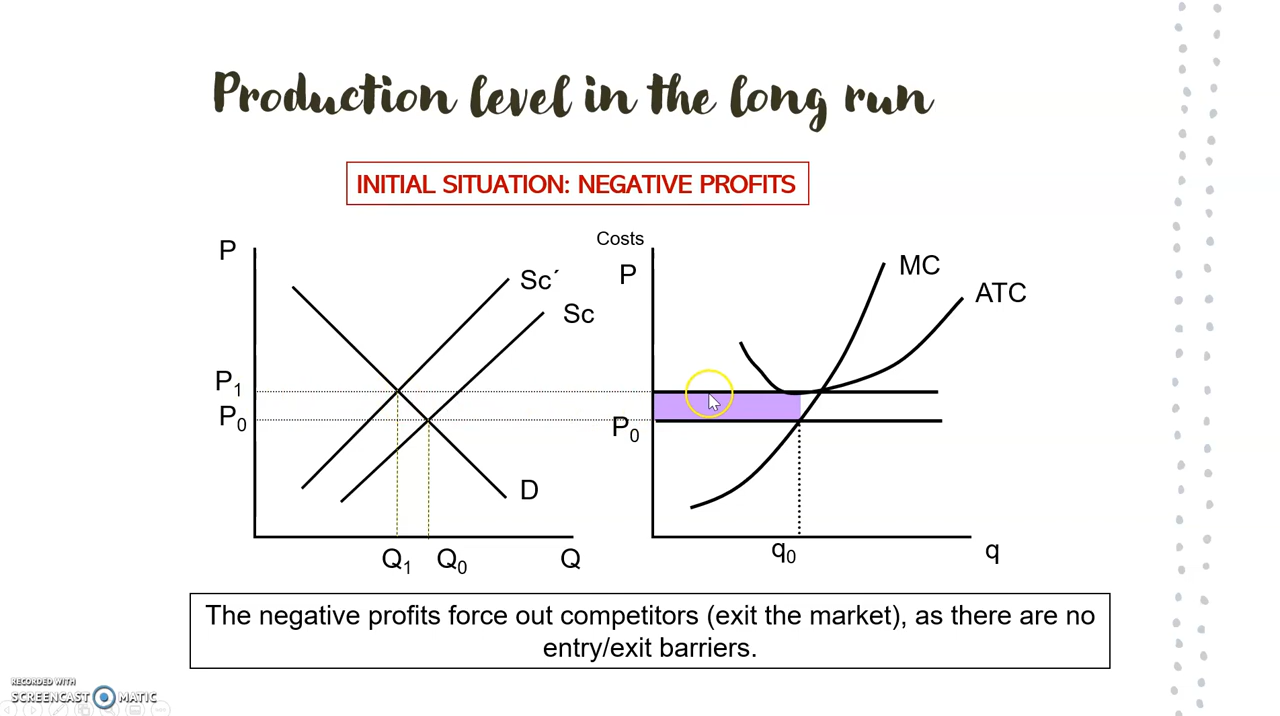 Production level in the long run
INITIAL SITUATION: NEGATIVE PROFITS
P
Sc´
Sc
P₁
P₀
D
Q₁
Q₀
Q
Costs
P
MC
ATC
P₀
q₀
q
The negative profits force out competitors (exit the market), as there are no
entry/exit barriers.
RECORDED WITH
SCREENCAST MATIC